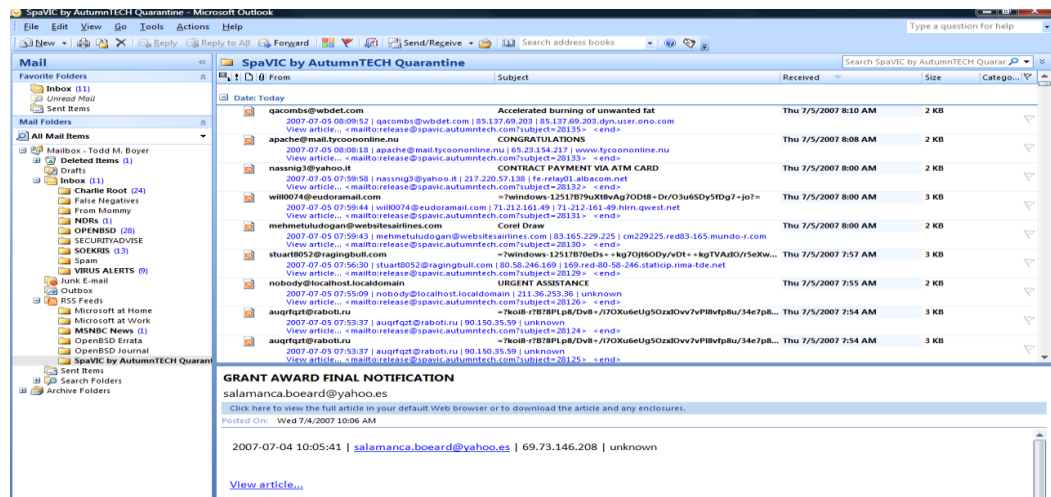 SpaVIC by AutumnTECH Quarantine - Microsoft Outlook
File Edit View Go Tools Actions Help
Type a question for help
New Reply Reply to All Forward Send/Receive Search address books
Mail
Favorite Folders
Inbox (11)
Unread Mail
Sent Items
Mail Folders
All Mail Items
Mailbox - Todd M. Boyer
Deleted Items (1)
Drafts
Inbox (11)
Charlie Root (24)
False Negatives
From Mommy
NDRs (1)
OPENBSD (28)
SECURITYADVISE
SOEKRIS (13)
Spam
VIRUS ALERTS (9)
Junk E-mail
Outbox
RSS Feeds
Microsoft at Home
Microsoft at Work
MSNBC News (1)
OpenBSD Errata
OpenBSD Journal
SpaVIC by AutumnTECH Quarant
Sent Items
Search Folders
Archive Folders
SpaVIC by AutumnTECH Quarantine
Search SpaVIC by AutumnTECH Quarar
From Subject Received Size Catego...
Date: Today
qacombs@wbdet.com Accelerated burning of unwanted fat Thu 7/5/2007 8:10 AM 2 KB
2007-07-05 08:09:52 | qacombs@wbdet.com | 85.137.69.203 | 85.137.69.203.dyn.user.ono.com
View article... <mailto:release@spavic.autumntech.com?subject=28135> <end>
apache@mail.tycoononline.nu CONGRATULATIONS Thu 7/5/2007 8:08 AM 2 KB
2007-07-05 08:08:18 | apache@mail.tycoononline.nu | 65.23.154.217 | www.tycoononline.nu
View article... <mailto:release@spavic.autumntech.com?subject=28133> <end>
nassnig3@yahoo.it CONTRACT PAYMENT VIA ATM CARD Thu 7/5/2007 8:00 AM 2 KB
2007-07-05 07:59:58 | nassnig3@yahoo.it | 217.220.57.138 | fe-relay01.albacom.net
View article... <mailto:release@spavic.autumntech.com?subject=28132> <end>
will0074@eudoramail.com =?windows-1251?B?9uXt8vAg7ODt8+Dr/O3u6SDy5fDg7+jo?= Thu 7/5/2007 8:00 AM 3 KB
2007-07-05 07:59:44 | will0074@eudoramail.com | 71.212.161.49 | 71-212-161-49.hlrn.qwest.net
View article... <mailto:release@spavic.autumntech.com?subject=28131> <end>
mehmetuludogan@websitesairlines.com Corel Draw Thu 7/5/2007 8:00 AM 2 KB
2007-07-05 07:59:43 | mehmetuludogan@websitesairlines.com | 83.165.229.225 | cm229225.red83-165.mundo-r.com
View article... <mailto:release@spavic.autumntech.com?subject=28130> <end>
stuart8052@ragingbull.com =?windows-1251?B?0eDs++kg7Ojt6ODy/vDt++kgTVAzIO/r5eXw... Thu 7/5/2007 7:57 AM 3 KB
2007-07-05 07:56:30 | stuart8052@ragingbull.com | 80.58.246.169 | 169.red-80-58-246.staticip.rima-tde.net
View article... <mailto:release@spavic.autumntech.com?subject=28129> <end>
nobody@localhost.localdomain URGENT ASSISTANCE Thu 7/5/2007 7:55 AM 2 KB
2007-07-05 07:55:09 | nobody@localhost.localdomain | 211.36.253.36 | unknown
View article... <mailto:release@spavic.autumntech.com?subject=28126> <end>
auqrfqzt@raboti.ru =?koi8-r?B?8PLp8/Dv8+/i7OXu6eUg5OzxIOvv7vPl8vfp8u/34e7p8... Thu 7/5/2007 7:54 AM 3 KB
2007-07-05 07:53:37 | auqrfqzt@raboti.ru | 90.150.35.59 | unknown
View article... <mailto:release@spavic.autumntech.com?subject=28124> <end>
auqrfqzt@raboti.ru =?koi8-r?B?8PLp8/Dv8+/i7OXu6eUg5OzxIOvv7vPl8vfp8u/34e7p8... Thu 7/5/2007 7:54 AM 3 KB
2007-07-05 07:53:37 | auqrfqzt@raboti.ru | 90.150.35.59 | unknown
View article... <mailto:release@spavic.autumntech.com?subject=28125> <end>
GRANT AWARD FINAL NOTIFICATION
salamanca.boeard@yahoo.es
Click here to view the full article in your default Web browser or to download the article and any enclosures.
Posted On: Wed 7/4/2007 10:06 AM
2007-07-04 10:05:41 | salamanca.boeard@yahoo.es | 69.73.146.208 | unknown
View article...